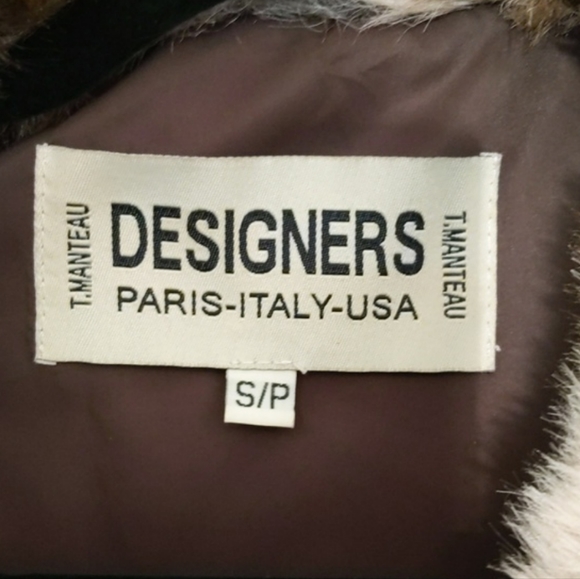 T.MANTEAU
DESIGNERS
PARIS-ITALY-USA
T.MANTEAU
S/P